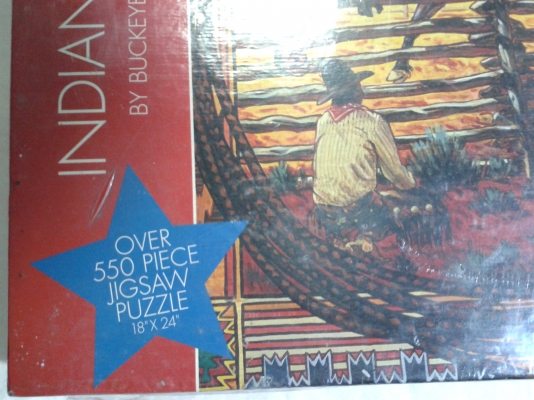 INDIAN
BY BUCKEYE
OVER
550 PIECE
JIGSAW
PUZZLE
18" X 24"